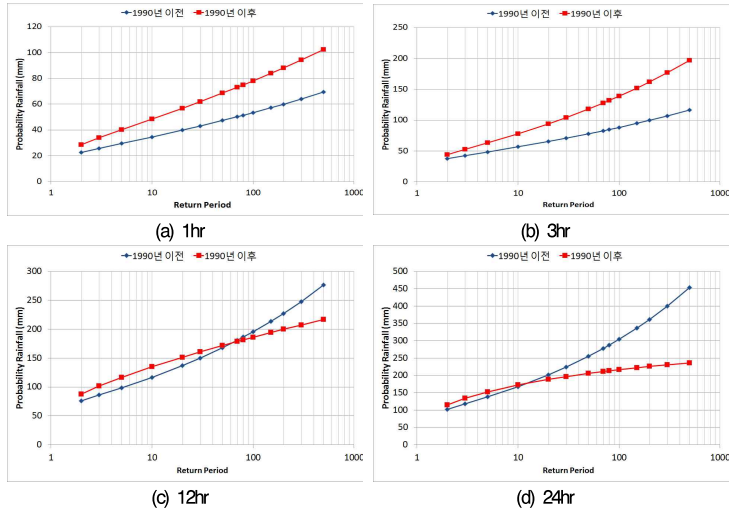 1990년 이전 1990년 이후
120
100
80
60
40
20
0
Probability Rainfall (mm)
1 10 100 1000
Return Period
(a) 1hr
1990년 이전 1990년 이후
250
200
150
100
50
0
Probability Rainfall (mm)
1 10 100 1000
Return Period
(b) 3hr
1990년 이전 1990년 이후
300
250
200
150
100
50
0
Probability Rainfall (mm)
1 10 100 1000
Return Period
(c) 12hr
1990년 이전 1990년 이후
500
450
400
350
300
250
200
150
100
50
0
Probability Rainfall (mm)
1 10 100 1000
Return Period
(d) 24hr